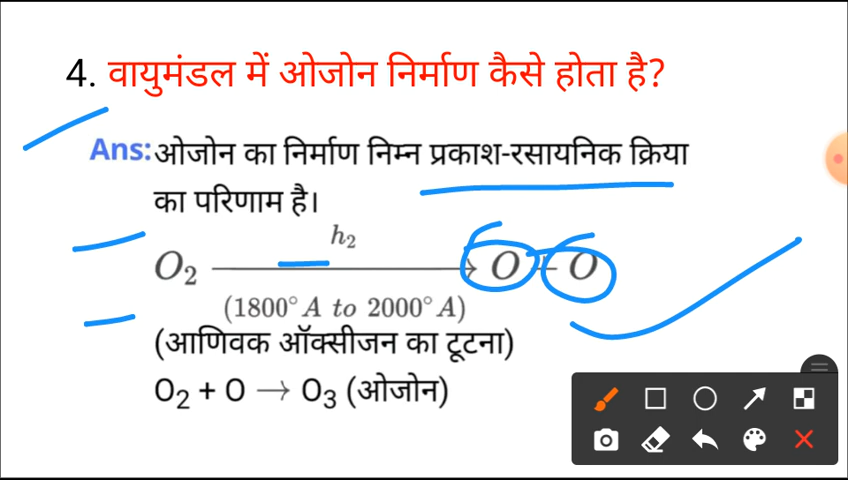 4. वायुमंडल में ओजोन निर्माण कैसे होता है?
Ans: ओजोन का निर्माण निम्न प्रकाश-रसायनिक क्रिया
का परिणाम है।
h₂
O₂ → O + O
(1800° A to 2000° A)
(आणिवक ऑक्सीजन का टूटना)
O₂ + O → O₃ (ओजोन)